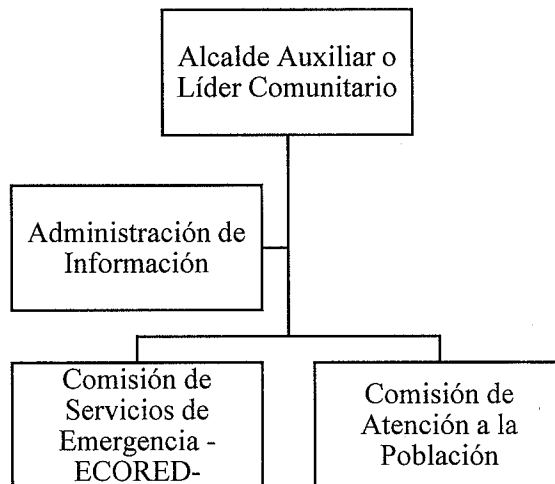 Alcalde Auxiliar o
Líder Comunitario
Administración de
Información
Comisión de
Servicios de
Emergencia -
ECORED-
Comisión de
Atención a la
Población